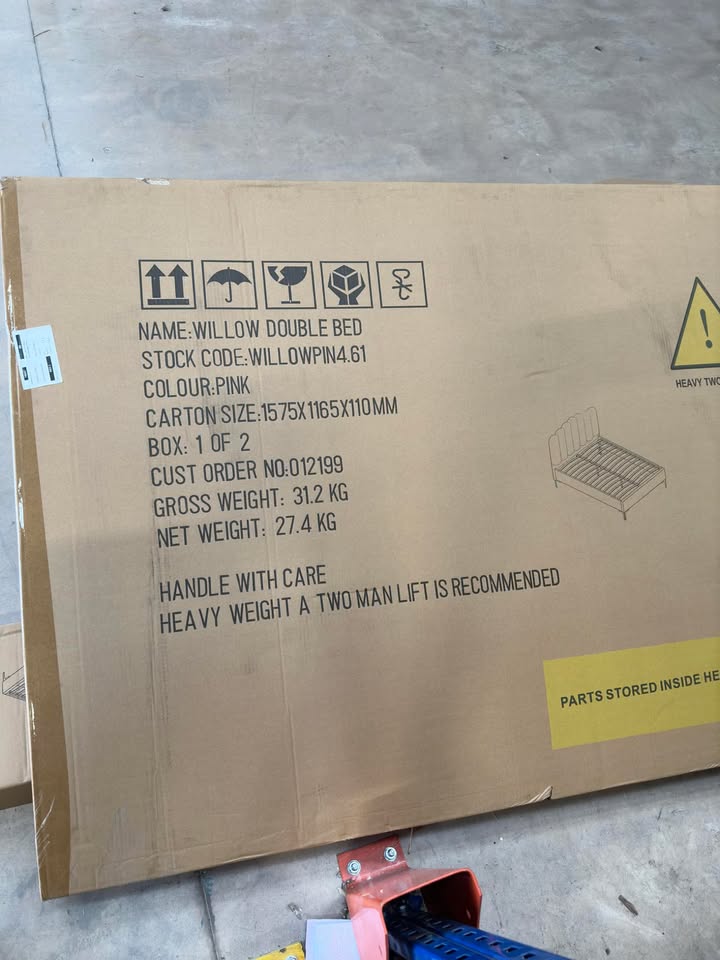 NAME:WILLOW DOUBLE BED
STOCK CODE:WILLOWPIN4.61
COLOUR:PINK
CARTON SIZE:1575X1165X110MM
BOX: 1 OF 2
CUST ORDER NO:012199
GROSS WEIGHT: 31.2 KG
NET WEIGHT: 27.4 KG
HANDLE WITH CARE
HEAVY WEIGHT A TWO MAN LIFT IS RECOMMENDED
HEAVY TWO
PARTS STORED INSIDE HE